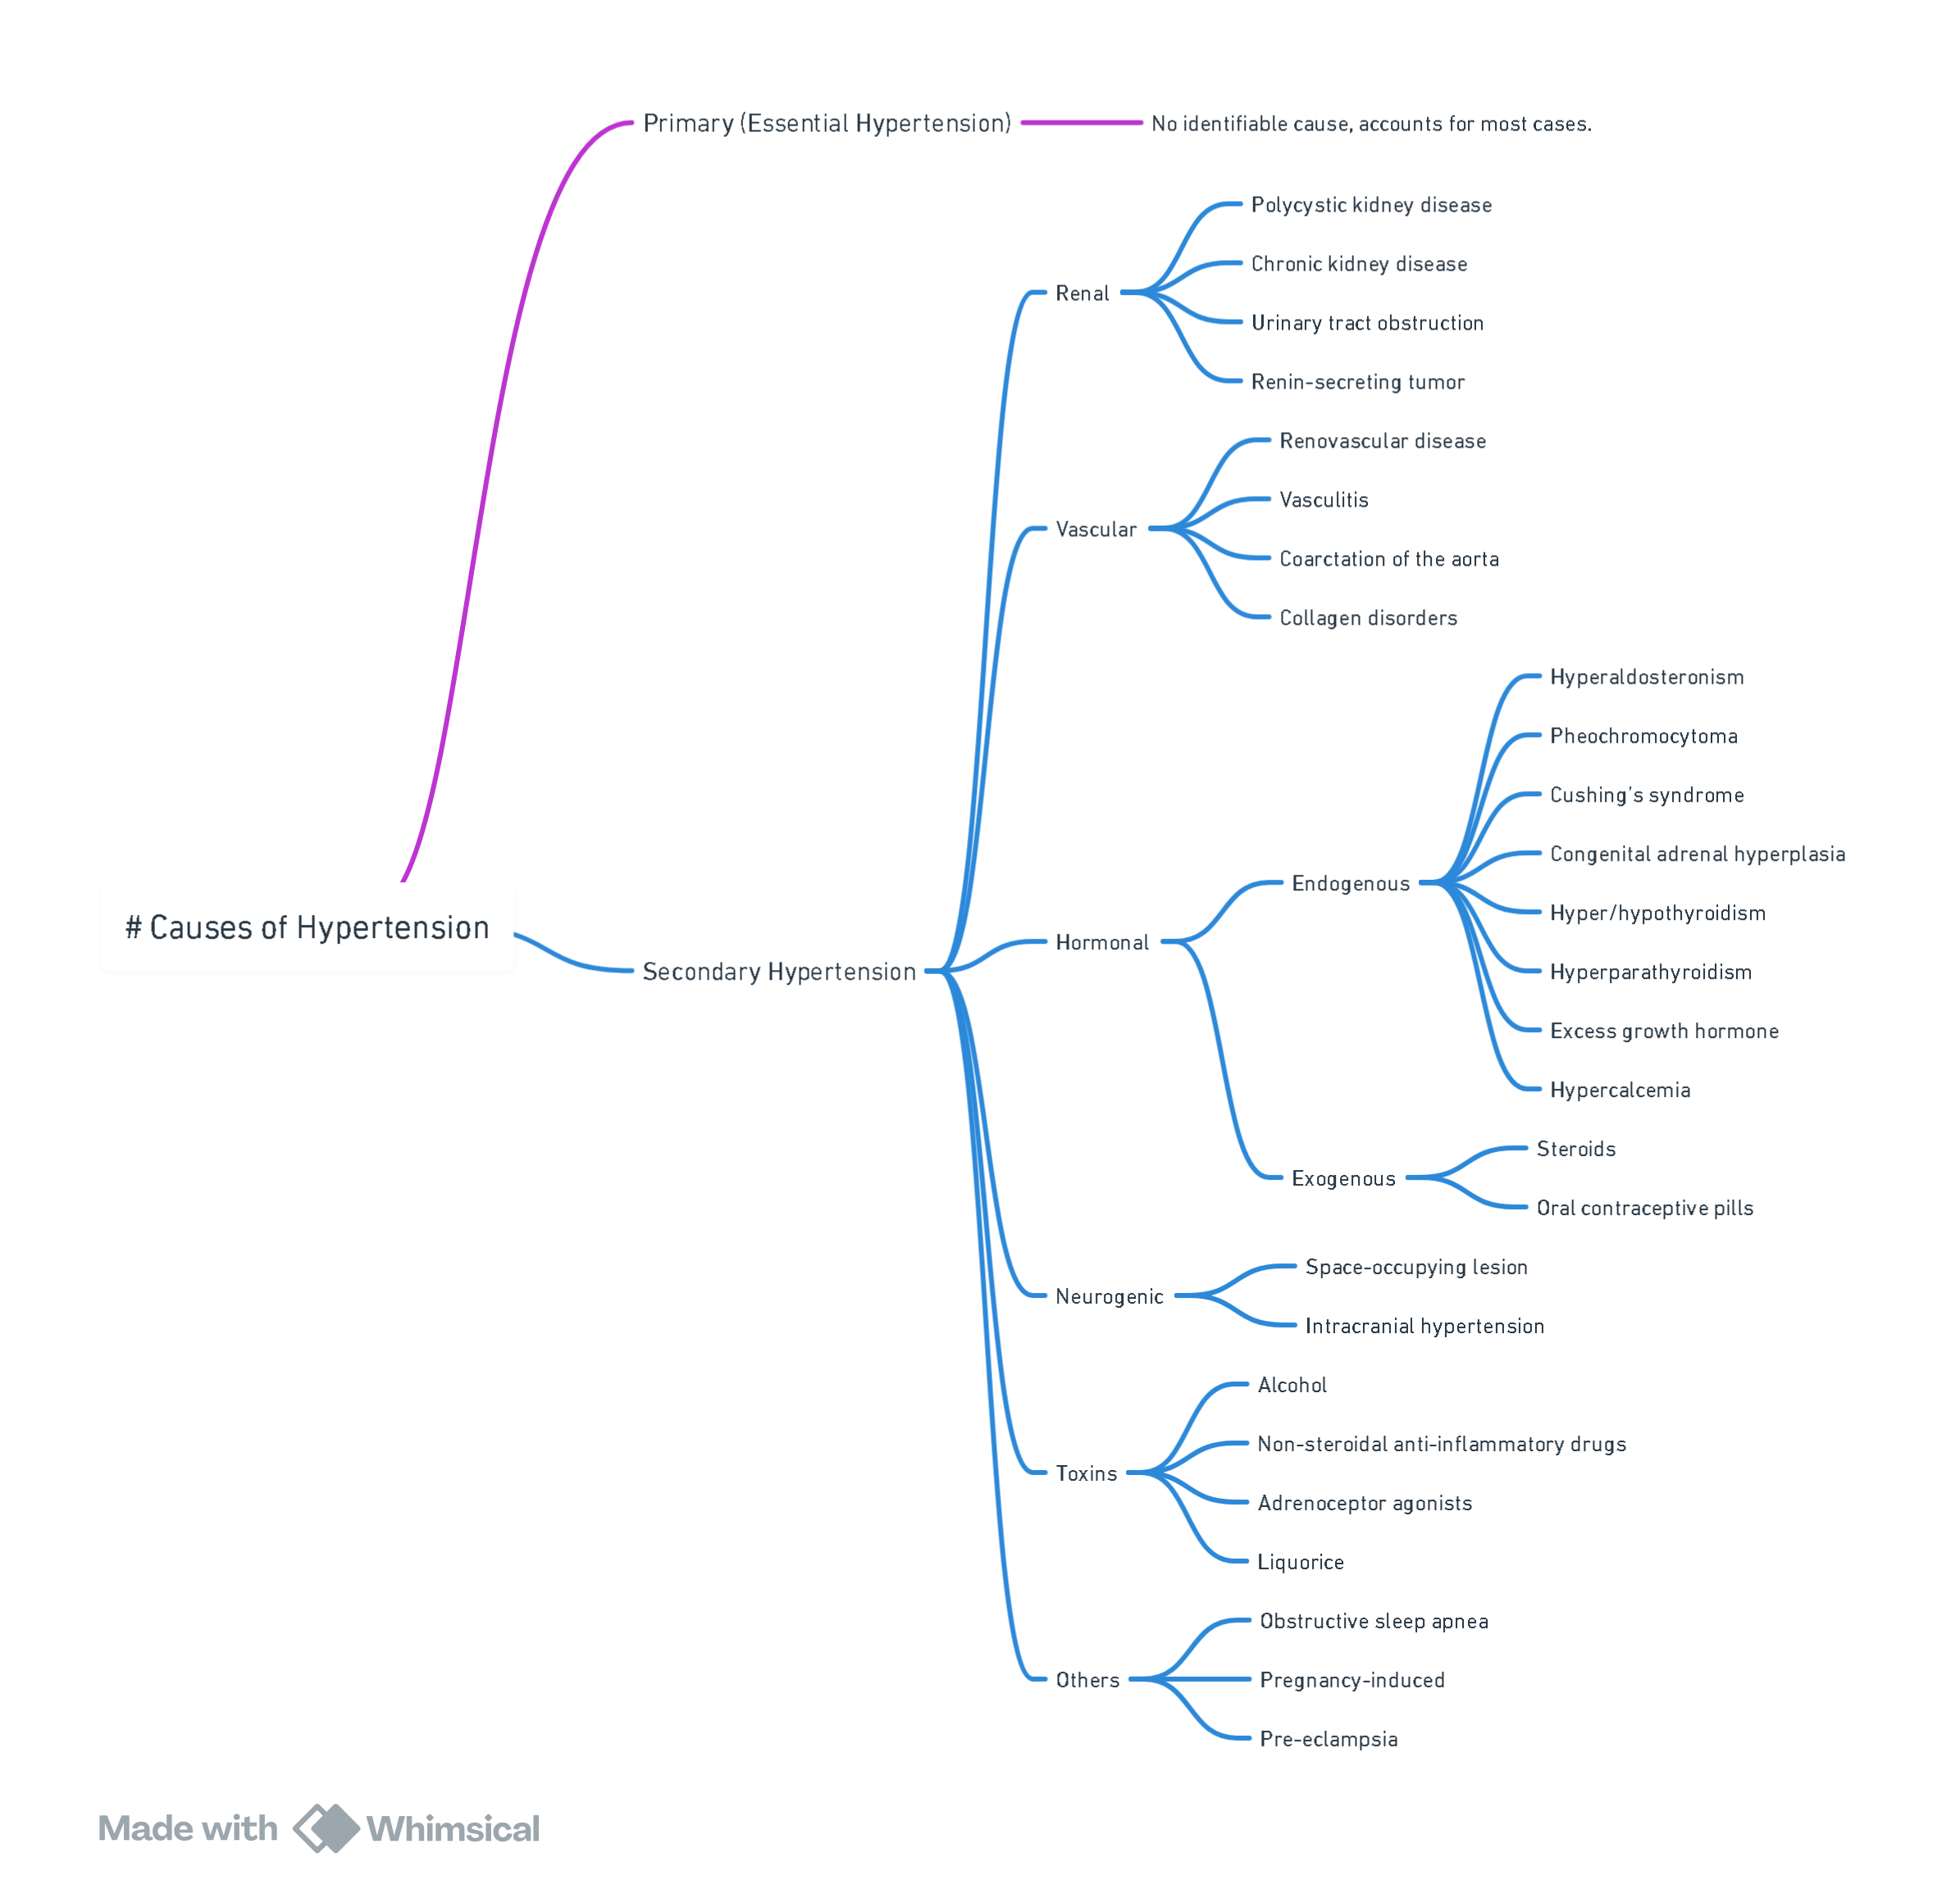 Primary (Essential Hypertension)
No identifiable cause, accounts for most cases.
Polycystic kidney disease
Chronic kidney disease
Renal
Urinary tract obstruction
Renin-secreting tumor
Renovascular disease
Vasculitis
Vascular
Coarctation of the aorta
Collagen disorders
Hyperaldosteronism
Pheochromocytoma
Cushing's syndrome
Congenital adrenal hyperplasia
Endogenous
Hyper/hypothyroidism
# Causes of Hypertension
Hormonal
Secondary Hypertension
Hyperparathyroidism
Excess growth hormone
Hypercalcemia
Steroids
Exogenous
Oral contraceptive pills
Space-occupying lesion
Neurogenic
Intracranial hypertension
Alcohol
Non-steroidal anti-inflammatory drugs
Toxins
Adrenoceptor agonists
Liquorice
Obstructive sleep apnea
Others
Pregnancy-induced
Pre-eclampsia
Made with Whimsical